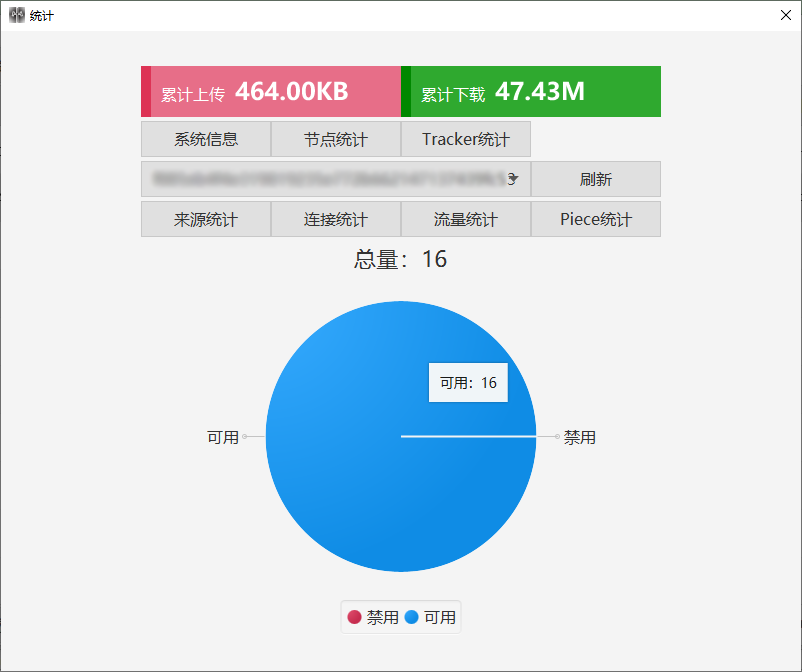 统计
累计上传 464.00KB 累计下载 47.43M
系统信息 节点统计 Tracker统计
3 刷新
来源统计 连接统计 流量统计 Piece统计
总量：16
可用：16
可用 禁用
禁用 可用